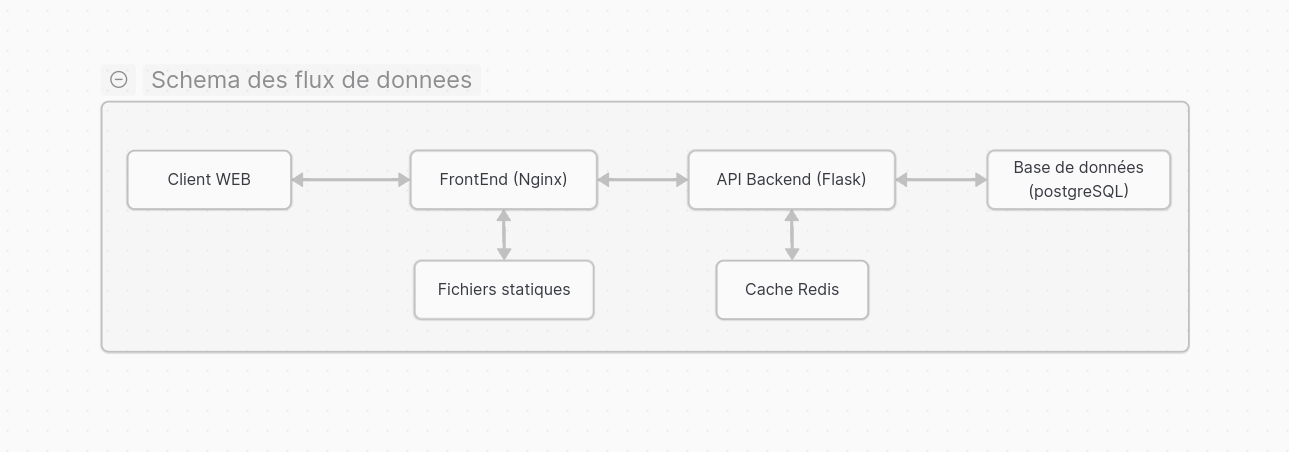 Schema des flux de donnees
Client WEB
FrontEnd (Nginx)
API Backend (Flask)
Base de données
(postgreSQL)
Fichiers statiques
Cache Redis